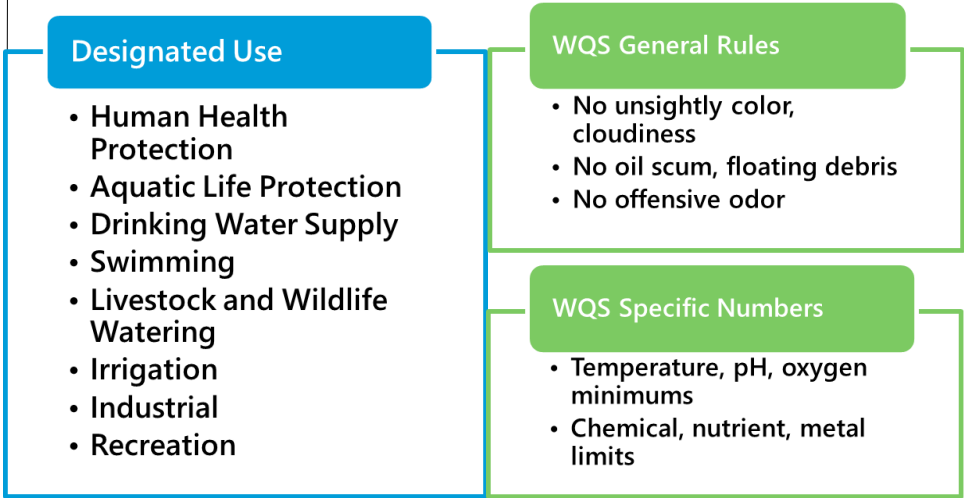 Designated Use
• Human Health
Protection
• Aquatic Life Protection
• Drinking Water Supply
• Swimming
• Livestock and Wildlife
Watering
• Irrigation
• Industrial
• Recreation
WQS General Rules
• No unsightly color,
cloudiness
• No oil scum, floating debris
• No offensive odor
WQS Specific Numbers
• Temperature, pH, oxygen
minimums
• Chemical, nutrient, metal
limits